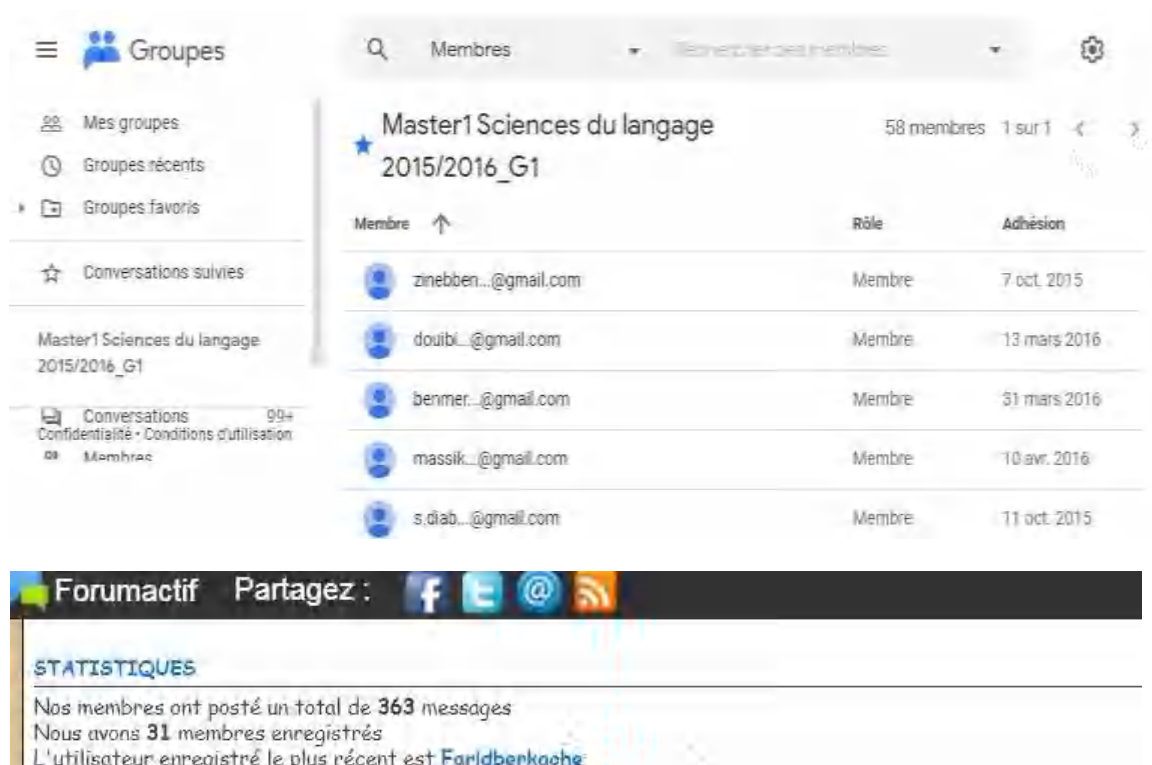 Groupes
Membres
Mes groupes
Groupes récents
Groupes favoris
Conversations suivies
Master1 Sciences du langage
2015/2016_G1
Conversations 99+
Confidentialité • Conditions d'utilisation
Membres
Master1 Sciences du langage
2015/2016_G1
58 membres 1 sur 1
Membre Rôle Adhésion
zinebben...@gmail.com Membre 7 oct. 2015
douibi...@gmail.com Membre 13 mars 2016
benmer...@gmail.com Membre 31 mars 2016
massik...@gmail.com Membre 10 avr. 2016
s.diab...@gmail.com Membre 11 oct. 2015
Forumactif Partagez :
STATISTIQUES
Nos membres ont posté un total de 363 messages
Nous avons 31 membres enregistrés
L'utilisateur enregistré le plus récent est Faridberkache